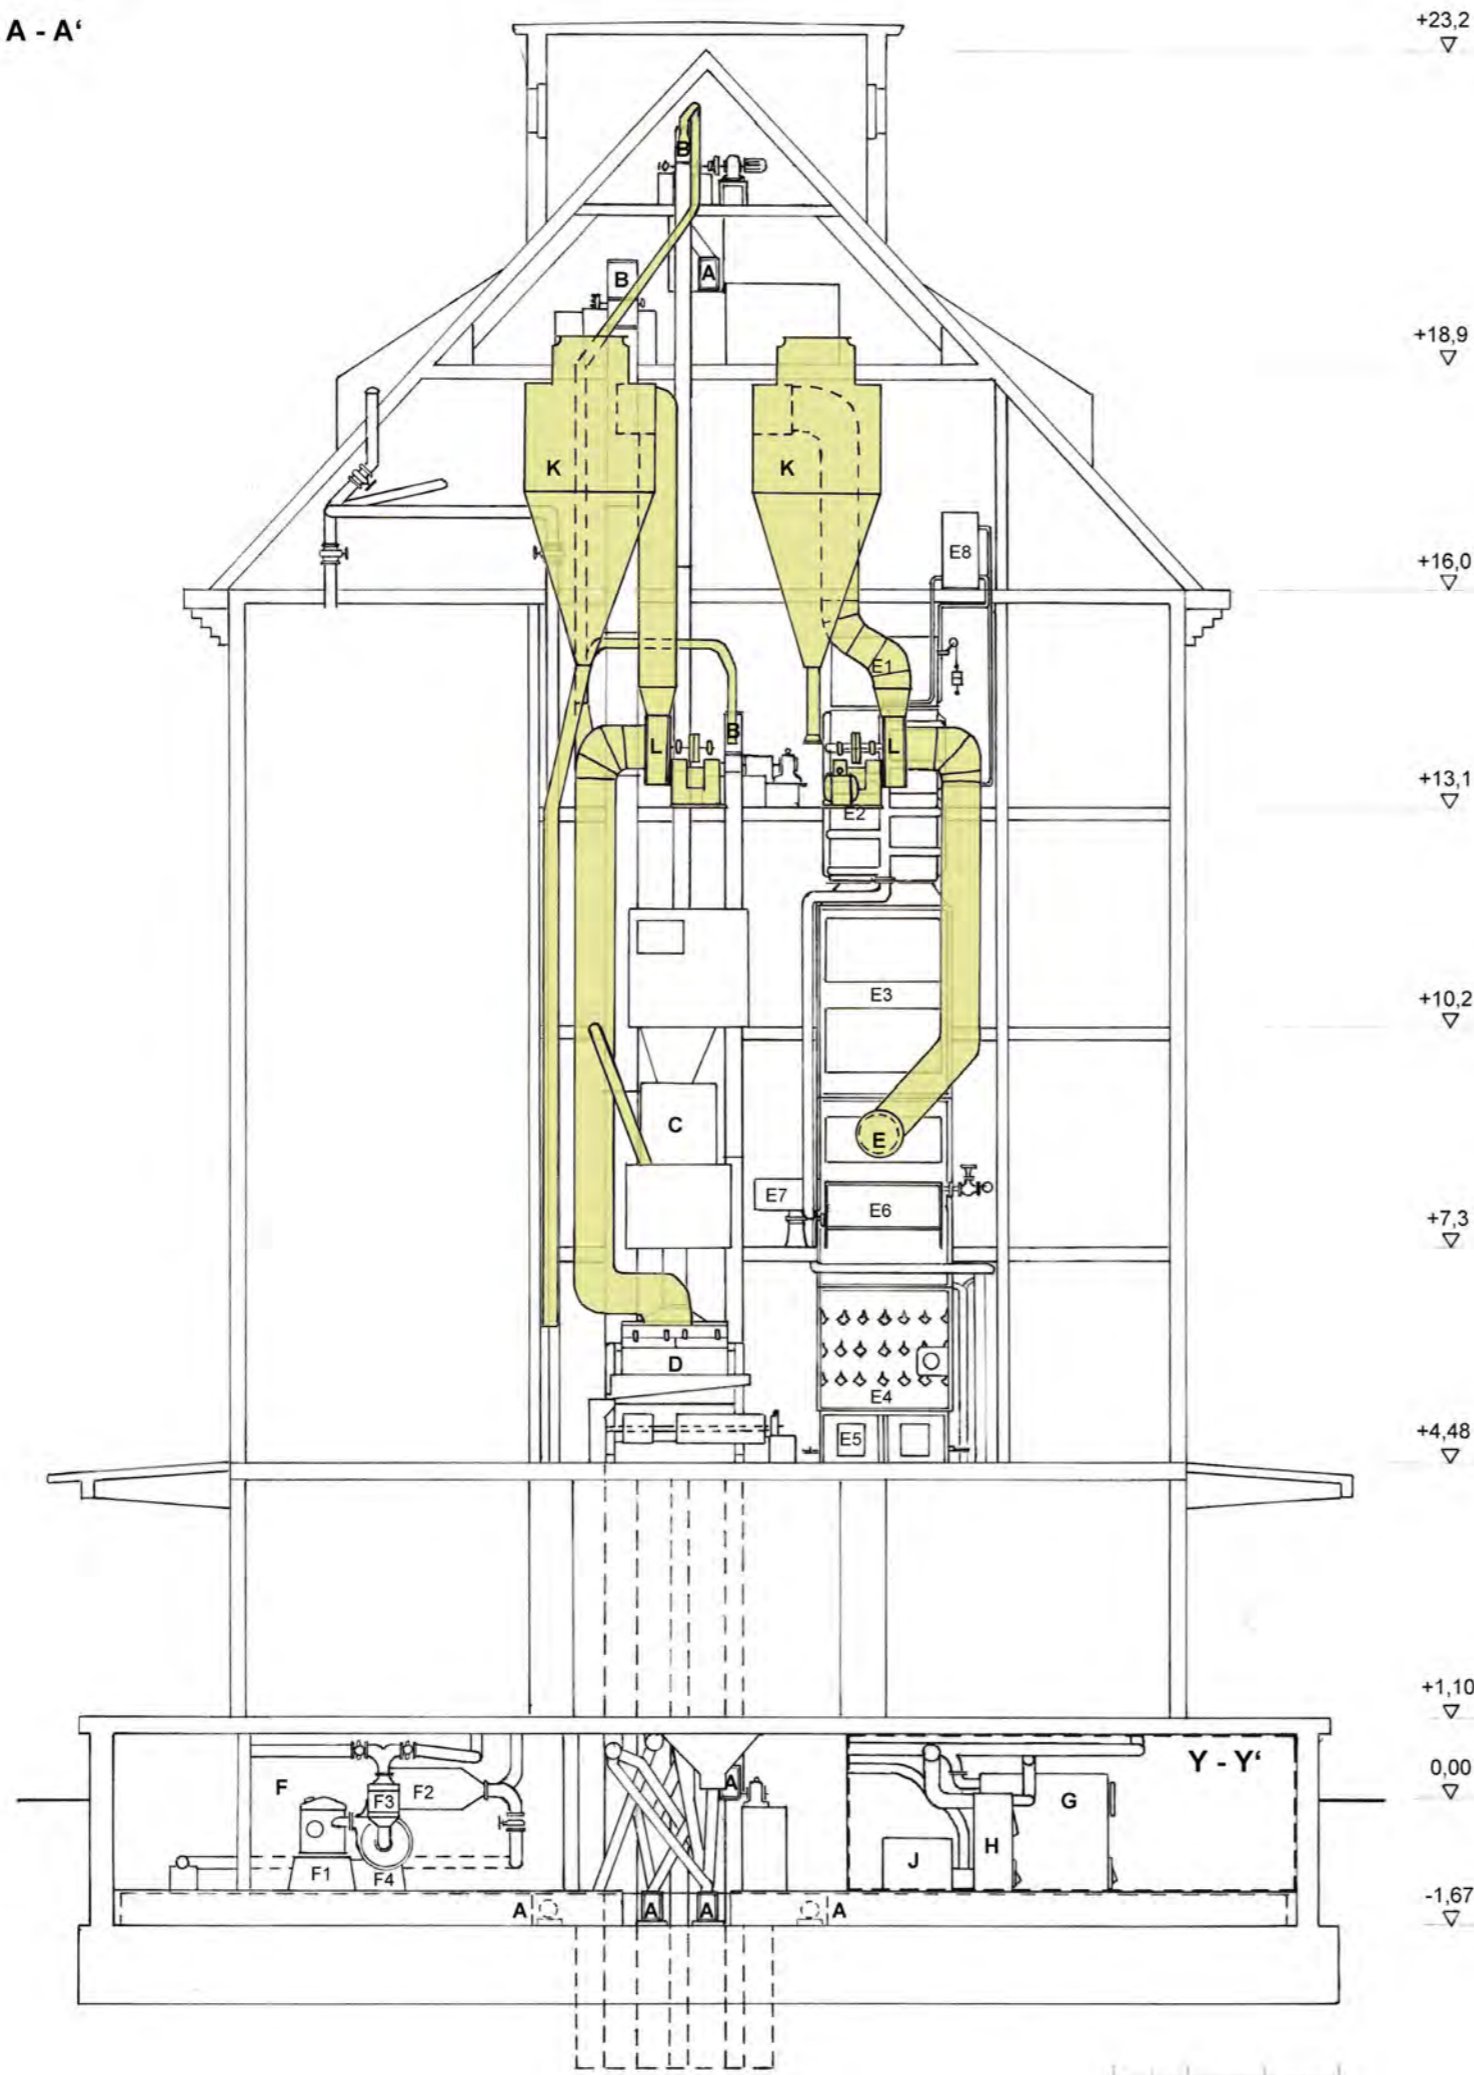 +23,2
A - A‘
B
B
A
+18,9
K
K
E8
+16,0
E1
B
L
L
+13,1
E2
E3
+10,2
C
E
E7
E6
+7,3
D
E4
E5
+4,48
+1,10
Y - Y‘
0,00
F
F2
F3
A
G
H
J
F1
F4
-1,67
A
A
A
A